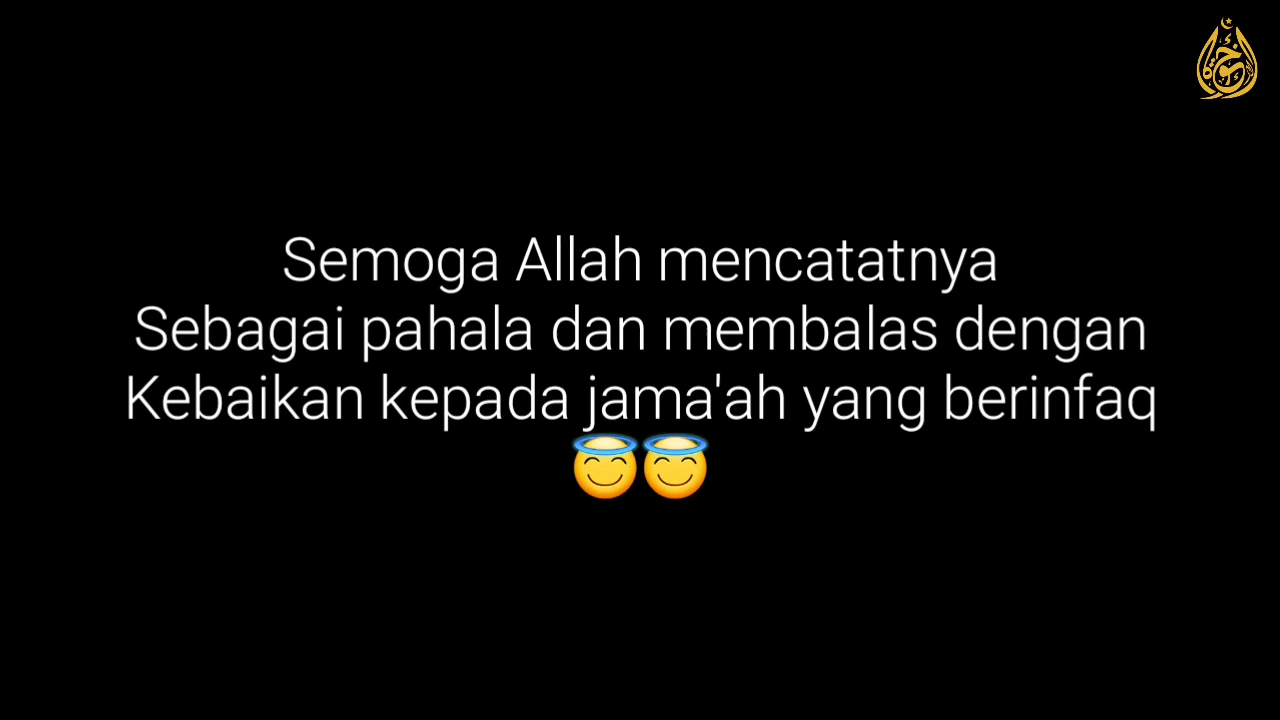 Semoga Allah mencatatnya
Sebagai pahala dan membalas dengan
Kebaikan kepada jama'ah yang berinfaq
😇😇